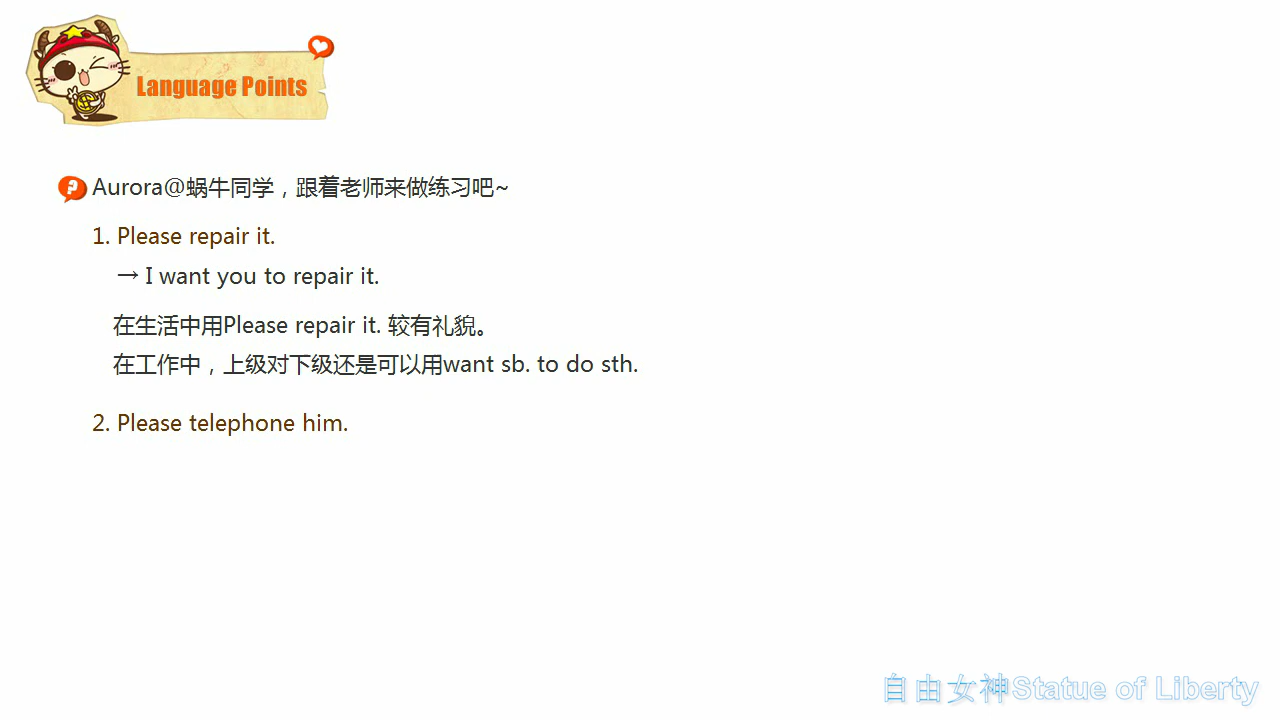 Language Points
Aurora@蜗牛同学，跟着老师来做练习吧~
1. Please repair it.
→ I want you to repair it.
在生活中用Please repair it. 较有礼貌。
在工作中，上级对下级还是可以用want sb. to do sth.
2. Please telephone him.
自由女神Statue of Liberty